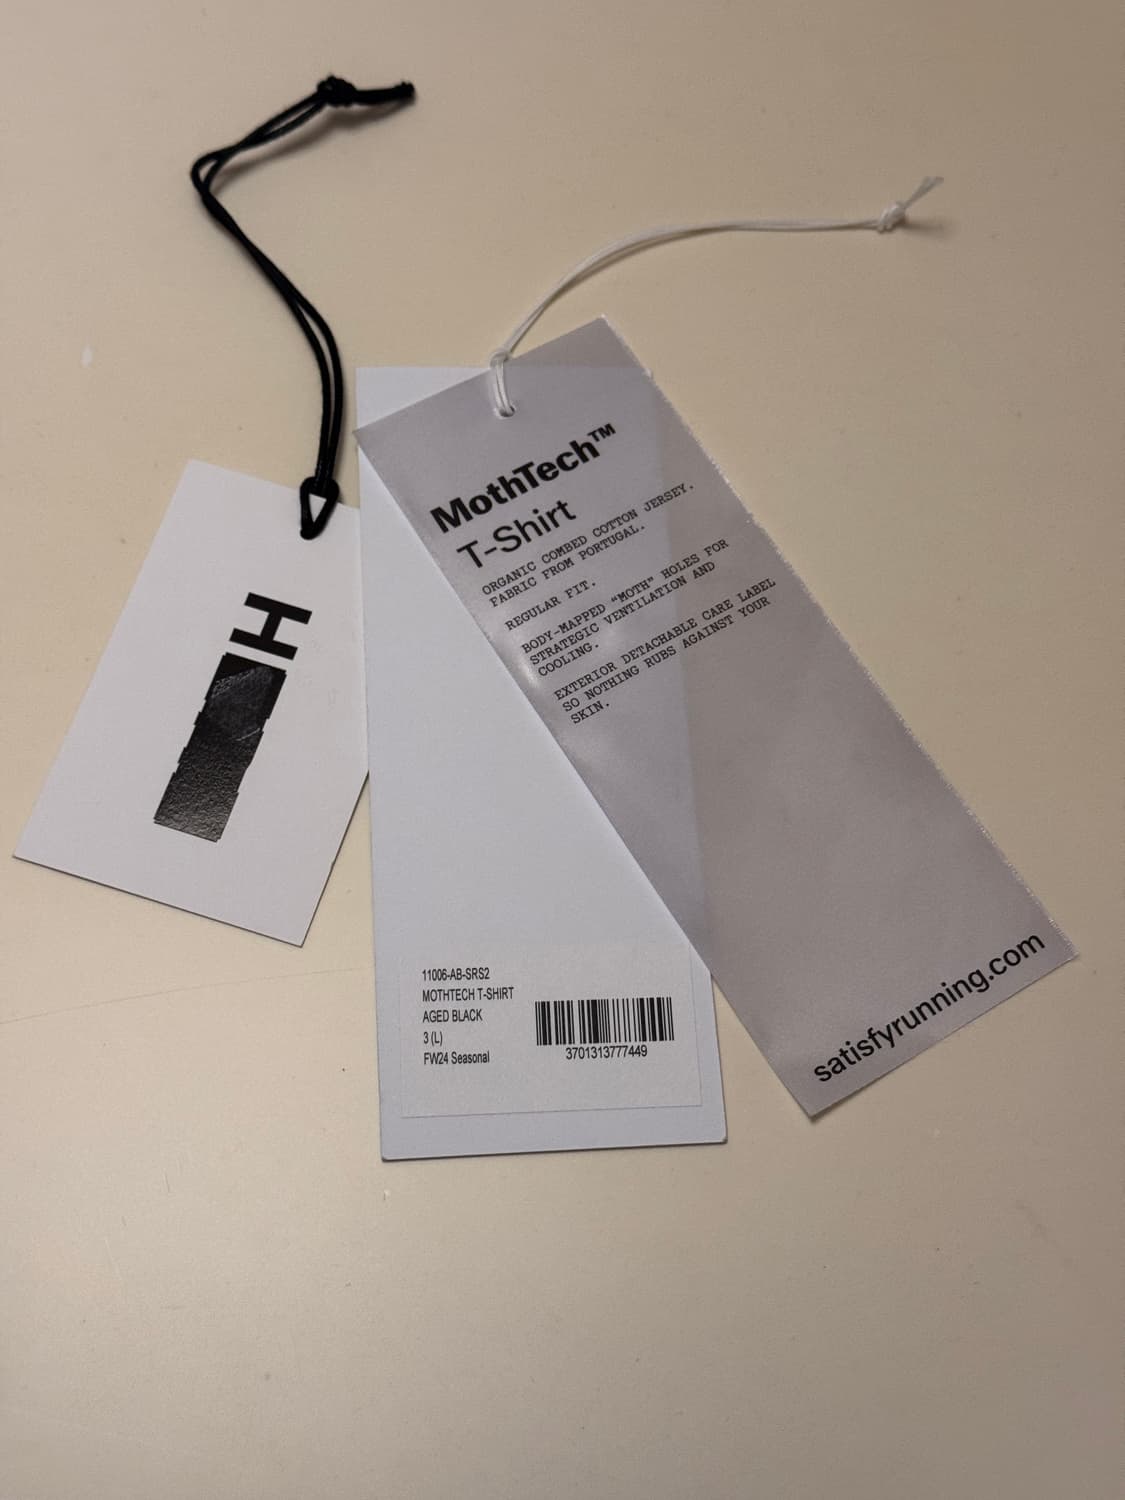 H
MothTech™
T-Shirt
ORGANIC COMBED COTTON JERSEY.
FABRIC FROM PORTUGAL.
REGULAR FIT.
BODY-MAPPED “MOTH” HOLES FOR
STRATEGIC VENTILATION AND
COOLING.
EXTERIOR DETACHABLE CARE LABEL
SO NOTHING RUBS AGAINST YOUR
SKIN.
satisfyrunning.com
11006-AB-SRS2
MOTHTECH T-SHIRT
AGED BLACK
3 (L)
FW24 Seasonal
3701313777449